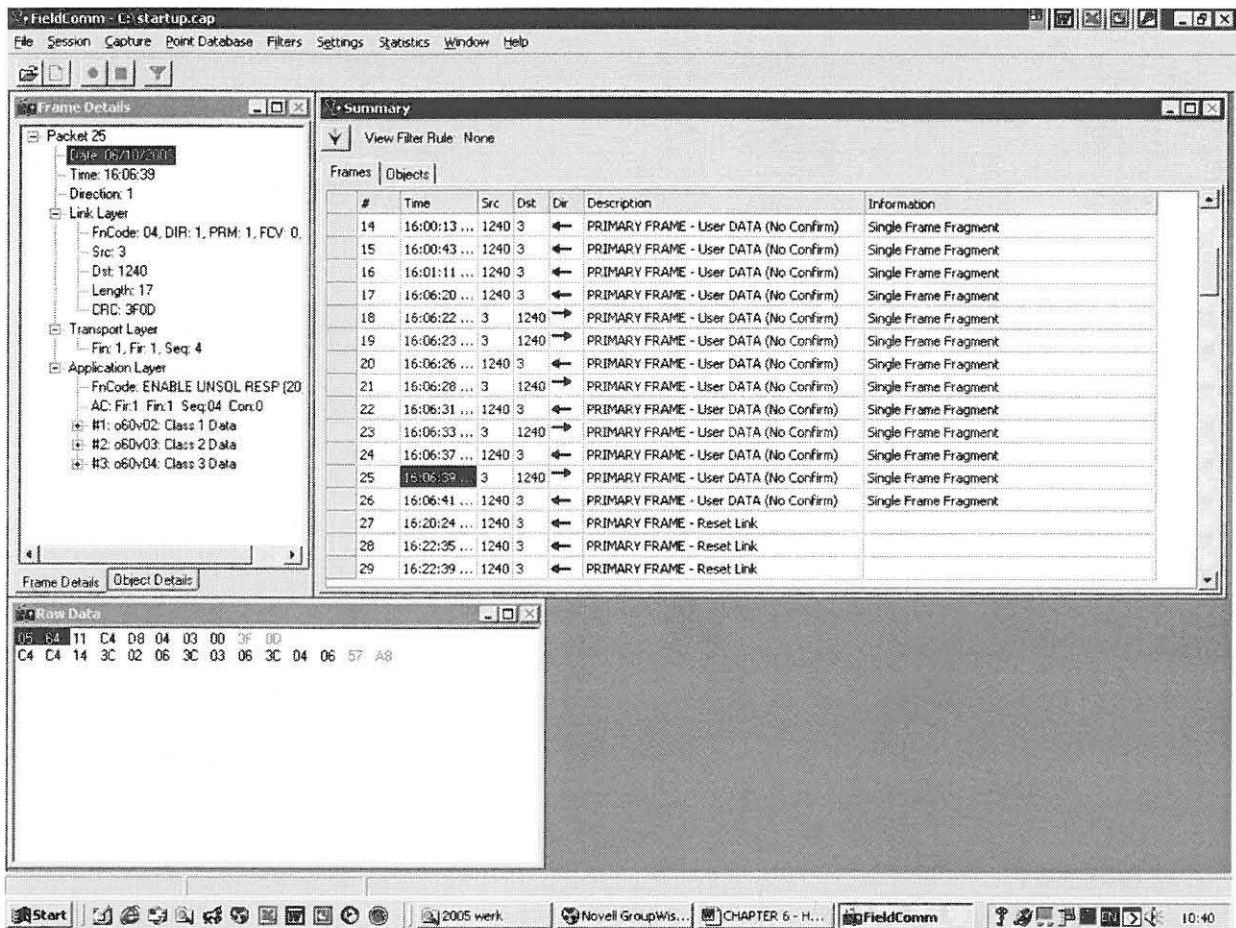 FieldComm - C:\startup.cap
File Session Capture Point Database Filters Settings Statistics Window Help
Frame Details
Packet 25
Time: 16:06:39
Direction: 1
Link Layer
FnCode: 04, DIR: 1, PRM: 1, FCV: 0,
Src: 3
Dst: 1240
Length: 17
CRC: 3F0D
Transport Layer
Fin: 1, Fir: 1, Seq: 4
Application Layer
FnCode: ENABLE UNSOL RESP (20
AC: Fir:1 Fin:1 Seq:04 Con:0
#1: o60v02: Class 1 Data
#2: o60v03: Class 2 Data
#3: o60v04: Class 3 Data
Frame Details Object Details
Summary
View Filter Rule: None
Frames Objects
# Time Src Dst Dir Description Information
14 16:00:13 ... 1240 3 PRIMARY FRAME - User DATA (No Confirm) Single Frame Fragment
15 16:00:43 ... 1240 3 PRIMARY FRAME - User DATA (No Confirm) Single Frame Fragment
16 16:01:11 ... 1240 3 PRIMARY FRAME - User DATA (No Confirm) Single Frame Fragment
17 16:06:20 ... 1240 3 PRIMARY FRAME - User DATA (No Confirm) Single Frame Fragment
18 16:06:22 ... 3 1240 PRIMARY FRAME - User DATA (No Confirm) Single Frame Fragment
19 16:06:23 ... 3 1240 PRIMARY FRAME - User DATA (No Confirm) Single Frame Fragment
20 16:06:26 ... 1240 3 PRIMARY FRAME - User DATA (No Confirm) Single Frame Fragment
21 16:06:28 ... 3 1240 PRIMARY FRAME - User DATA (No Confirm) Single Frame Fragment
22 16:06:31 ... 1240 3 PRIMARY FRAME - User DATA (No Confirm) Single Frame Fragment
23 16:06:33 ... 3 1240 PRIMARY FRAME - User DATA (No Confirm) Single Frame Fragment
24 16:06:37 ... 1240 3 PRIMARY FRAME - User DATA (No Confirm) Single Frame Fragment
25 16:06:39 ... 3 1240 PRIMARY FRAME - User DATA (No Confirm) Single Frame Fragment
26 16:06:41 ... 1240 3 PRIMARY FRAME - User DATA (No Confirm) Single Frame Fragment
27 16:20:24 ... 1240 3 PRIMARY FRAME - Reset Link
28 16:22:35 ... 1240 3 PRIMARY FRAME - Reset Link
29 16:22:39 ... 1240 3 PRIMARY FRAME - Reset Link
Raw Data
05 64 11 C4 D8 04 03 00 3F 0D
C4 C4 14 3C 02 06 3C 03 06 3C 04 06 57 A8
Start 2005 werk Novell GroupWis... CHAPTER 6 - H... FieldComm EN 10:40